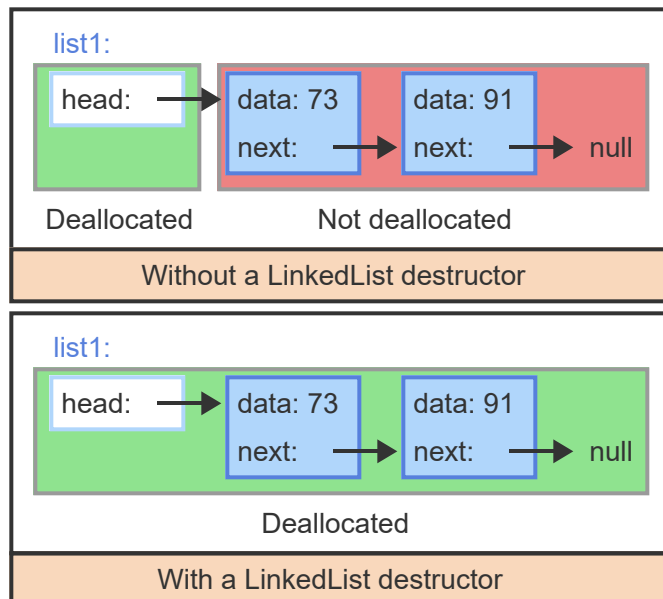 list1:
head: data: 73 data: 91
next: next: null
Deallocated Not deallocated
Without a LinkedList destructor
list1:
head: data: 73 data: 91
next: next: null
Deallocated
With a LinkedList destructor